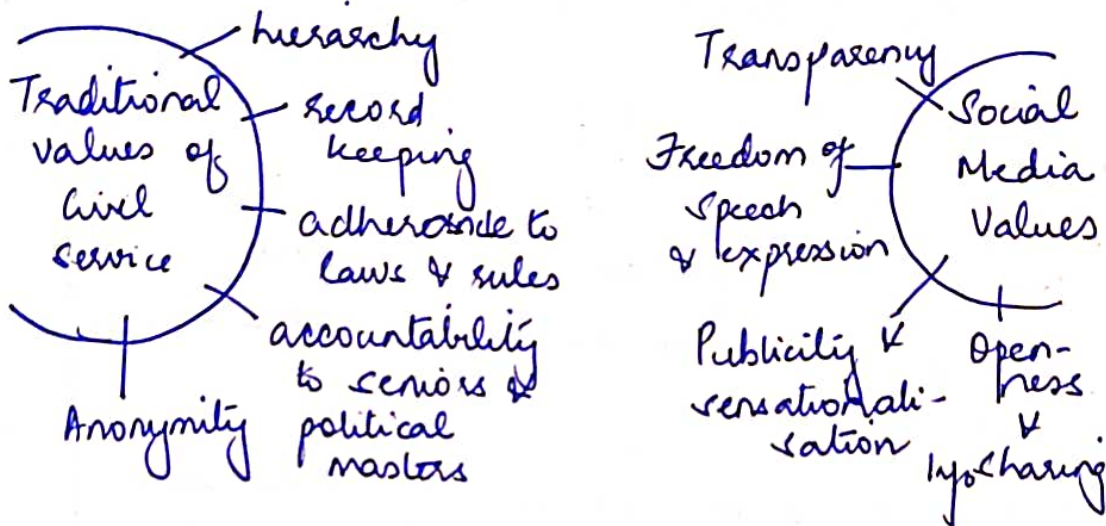 Traditional
values of
Civil
service
hierarchy
record
keeping
adherance to
laws & rules
accountability
to seniors &
political
masters
Anonymity
Social
Media
Values
Transparency
Freedom of
speech
& expression
Publicity &
sensationali-
sation
Open-
ness
&
Info sharing